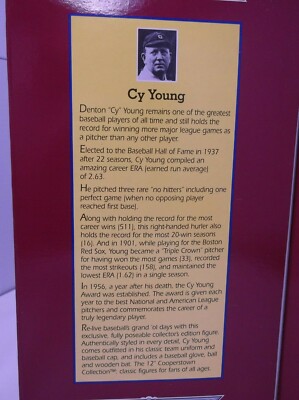 Cy Young
Denton "Cy" Young remains one of the greatest
baseball players of all time and still holds the
record for winning more major league games as
a pitcher than any other player.
Elected to the Baseball Hall of Fame in 1937
after 22 seasons, Cy Young compiled an
amazing career ERA (earned run average)
of 2.63.
He pitched three rare "no hitters" including one
perfect game (when no opposing player
reached first base).
Along with holding the record for the most
career wins (511), this right-handed hurler also
holds the record for the most 20-win seasons
(16). And in 1901, while playing for the Boston
Red Sox, Young became a "Triple Crown" pitcher
for having won the most games (33), recorded
the most strikeouts (158), and maintained the
lowest ERA (1.62) in a single season.
In 1956, a year after his death, the Cy Young
Award was established. The award is given each
year to the best National and American League
pitchers and commemorates the career of a
truly legendary player.
Re-live baseball's grand 'ol days with this
exclusive, fully poseable collector's edition figure.
Authentically styled in every detail, Cy Young
comes outfitted in his classic team uniform and
baseball cap, and includes a baseball glove, ball
and wooden bat. The 12" Cooperstown
Collection™, classic figures for fans of all ages.